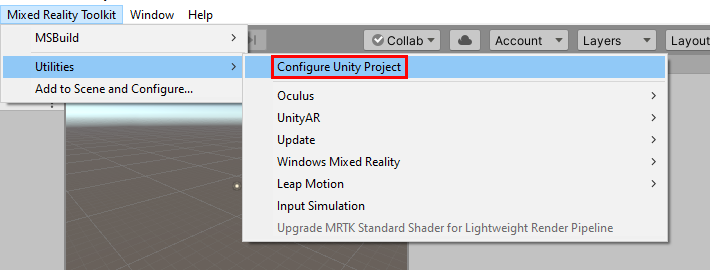 Mixed Reality Toolkit Window Help
MSBuild
Collab Account Layers Layout
Utilities
Configure Unity Project
Add to Scene and Configure...
Oculus
UnityAR
Update
Windows Mixed Reality
Leap Motion
Input Simulation
Upgrade MRTK Standard Shader for Lightweight Render Pipeline